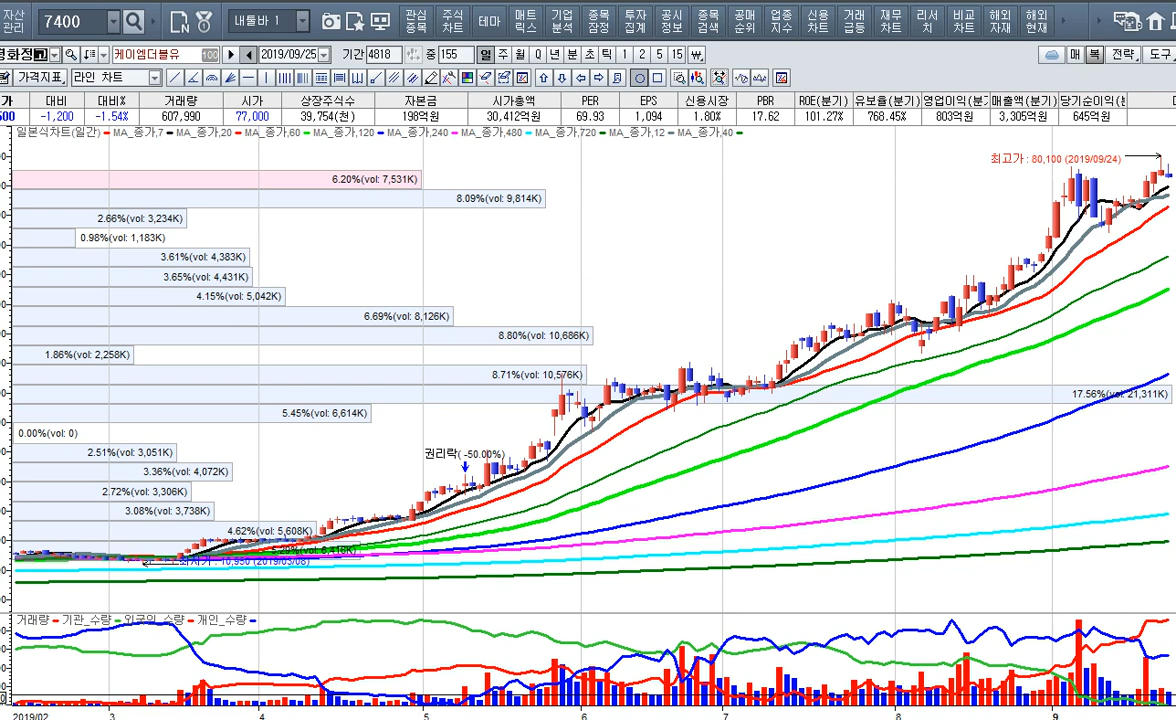 자산 관리 7400 내툴바 1 관심 종목 주식 차트 테마 매트 릭스 기업 분석 종목 잠정 투자 집계 공시 정보 종목 검색 공매 순위 업종 지수 신용 차트 거래 급등 재무 차트 리서 치 비교 차트 해외 자재 해외 현재
케이엠더블유 100 2019/09/25 기간 4818 중 155 일 주 월 Q 년 분 초 틱 1 2 5 15 ₩ 매 복 전략 도구
가격지표 라인 차트
가 대비 대비% 거래량 시가 상장주식수 자본금 시가총액 PER EPS 신용시장 PBR ROE(분기) 유보율(분기) 영업이익(분기 매출액(분기) 당기순이익(분
500 -1,200 -1.54% 607,990 77,000 39,754(천) 198억원 30,412억원 69.93 1,094 1.80% 17.62 101.27% 768.45% 803억원 3,305억원 645억원
일본식차트(일간) MA_종가,7 MA_종가,20 MA_종가,60 MA_종가,120 MA_종가,240 MA_종가,480 MA_종가,720 MA_종가,12 MA_종가,40
최고가 : 80,100 (2019/09/24)
6.20%(vol: 7,531K)
8.09%(vol: 9,814K)
2.66%(vol: 3,234K)
0.98%(vol: 1,183K)
3.61%(vol: 4,383K)
3.65%(vol: 4,431K)
4.15%(vol: 5,042K)
6.69%(vol: 8,126K)
8.80%(vol: 10,686K)
1.86%(vol: 2,258K)
8.71%(vol: 10,576K)
17.56%(vol: 21,311K)
5.45%(vol: 6,614K)
0.00%(vol: 0)
2.51%(vol: 3,051K)
권리락( -50.00%)
3.36%(vol: 4,072K)
2.72%(vol: 3,306K)
3.08%(vol: 3,738K)
4.62%(vol: 5,608K)
최저가 : 10,950 (2019/03/08)
거래량 기관_수량 외국인_수량 개인_수량
2019/02 3 4 5 6 7 8 9